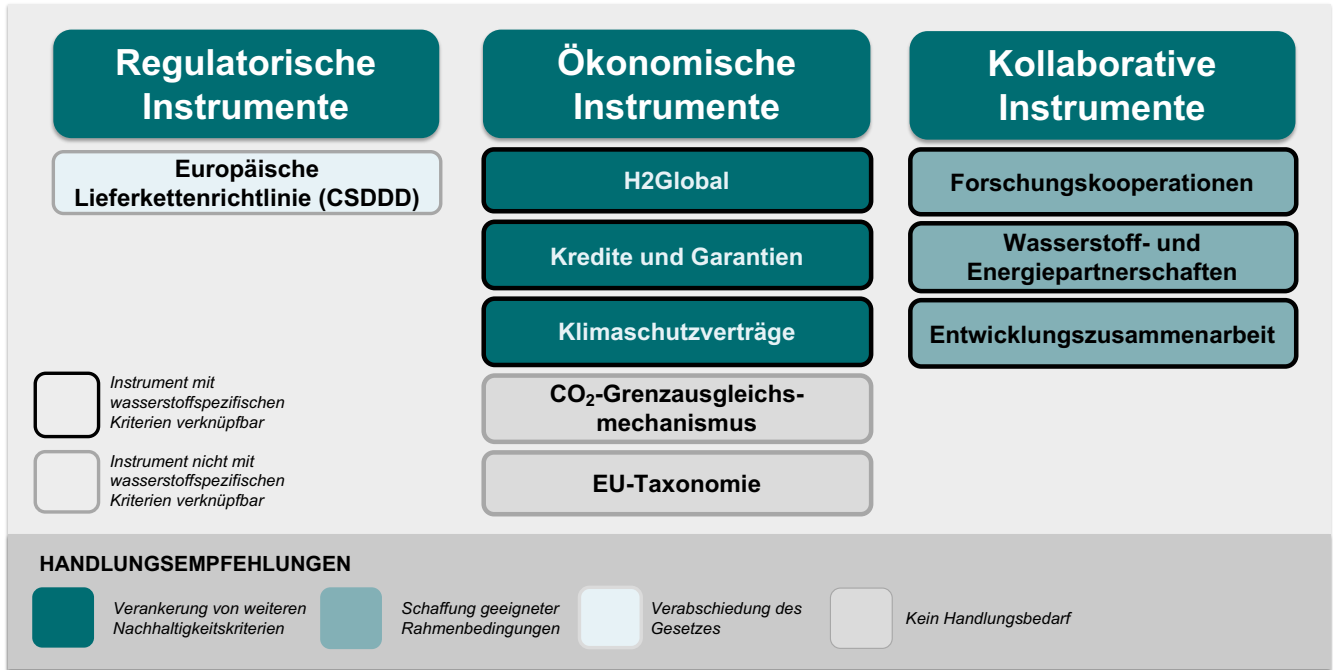 Regulatorische
Instrumente
Europäische
Lieferkettenrichtlinie (CSDDD)
Ökonomische
Instrumente
H2Global
Kredite und Garantien
Klimaschutzverträge
CO₂-Grenzausgleichs-
mechanismus
EU-Taxonomie
Kollaborative
Instrumente
Forschungskooperationen
Wasserstoff- und
Energiepartnerschaften
Entwicklungszusammenarbeit
Instrument mit
wasserstoffspezifischen
Kriterien verknüpfbar
Instrument nicht mit
wasserstoffspezifischen
Kriterien verknüpfbar
HANDLUNGSEMPFEHLUNGEN
Verankerung von weiteren
Nachhaltigkeitskriterien
Schaffung geeigneter
Rahmenbedingungen
Verabschiedung des
Gesetzes
Kein Handlungsbedarf